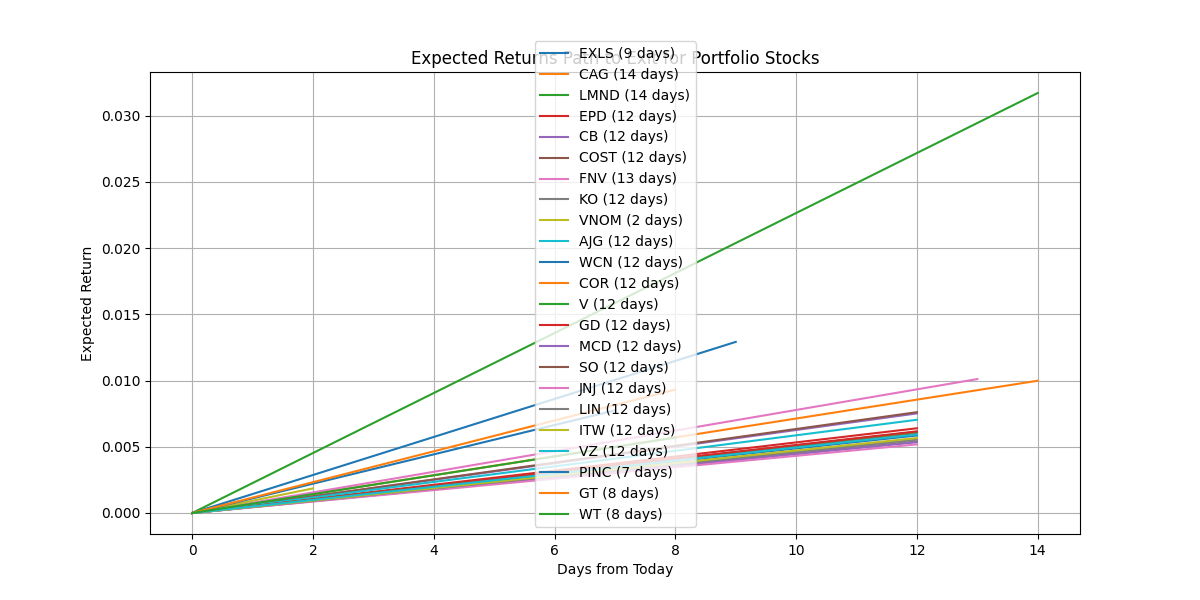 Expected Returns Path to Exit for Portfolio Stocks
EXLS (9 days)
CAG (14 days)
LMND (14 days)
EPD (12 days)
CB (12 days)
COST (12 days)
FNV (13 days)
KO (12 days)
VNOM (2 days)
AJG (12 days)
WCN (12 days)
COR (12 days)
V (12 days)
GD (12 days)
MCD (12 days)
SO (12 days)
JNJ (12 days)
LIN (12 days)
ITW (12 days)
VZ (12 days)
PINC (7 days)
GT (8 days)
WT (8 days)
Expected Return
0.030
0.025
0.020
0.015
0.010
0.005
0.000
0 2 4 6 8 10 12 14
Days from Today